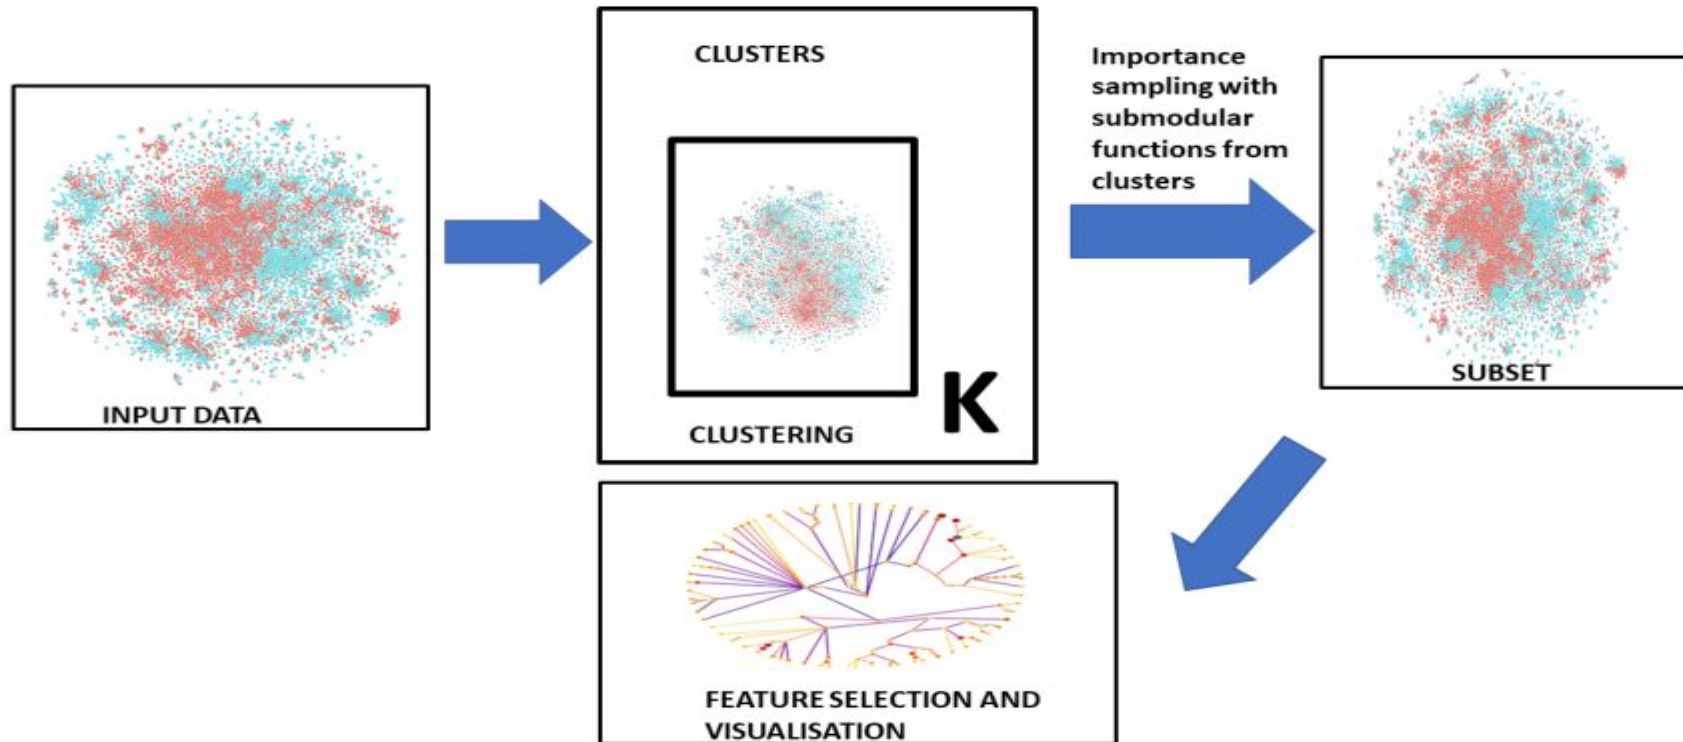 INPUT DATA
CLUSTERS
CLUSTERING
K
Importance
sampling with
submodular
functions from
clusters
SUBSET
FEATURE SELECTION AND
VISUALISATION